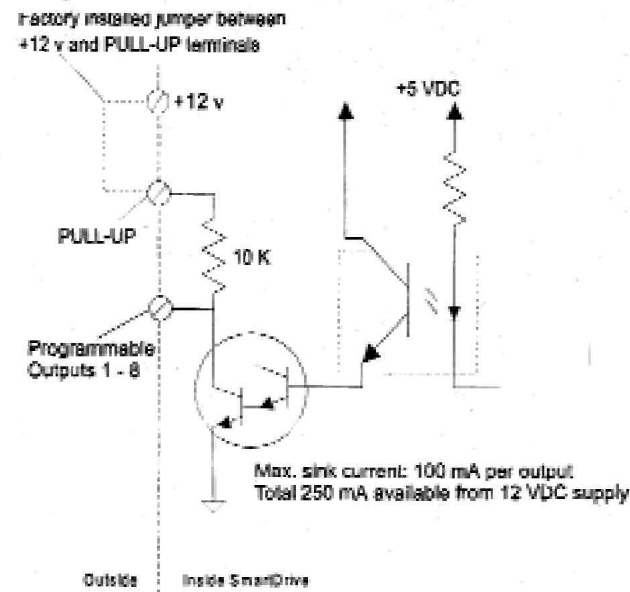 Factory installed jumper between
+12 v and PULL-UP terminals
+12 v
+5 VDC
PULL-UP
10 K
Programmable
Outputs 1 - 8
Max. sink current: 100 mA per output
Total 250 mA available from 12 VDC supply
Outside
Inside SmartDrive